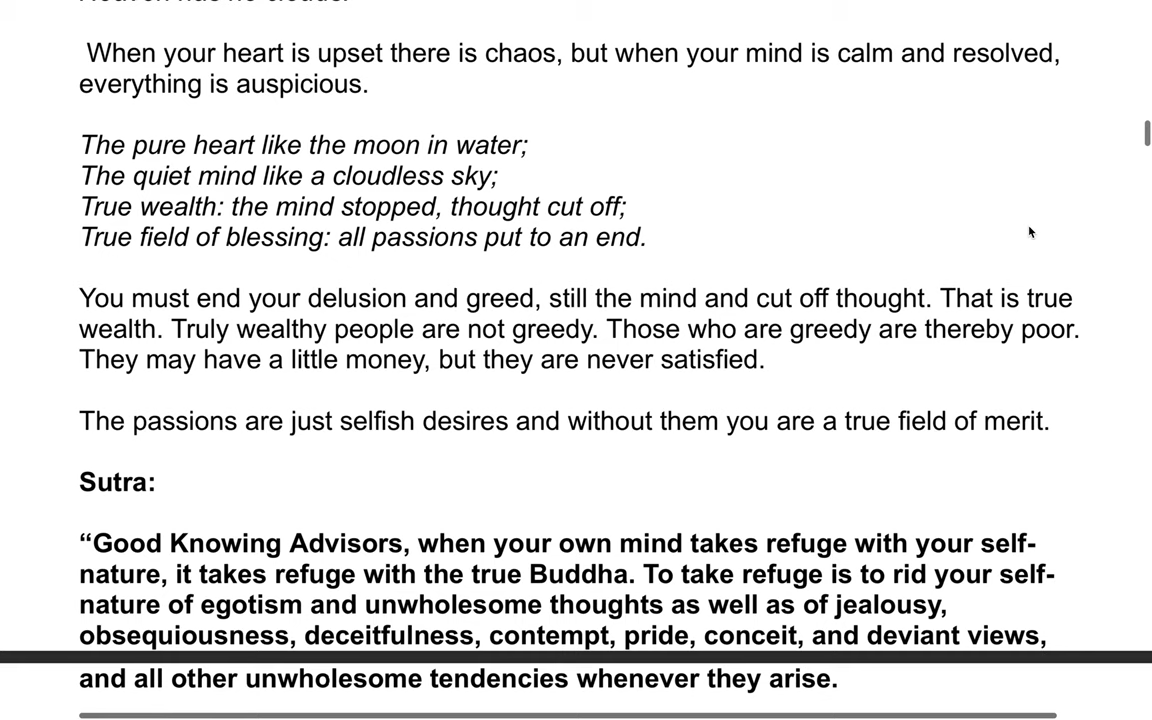 When your heart is upset there is chaos, but when your mind is calm and resolved,
everything is auspicious.
The pure heart like the moon in water;
The quiet mind like a cloudless sky;
True wealth: the mind stopped, thought cut off;
True field of blessing: all passions put to an end.
You must end your delusion and greed, still the mind and cut off thought. That is true
wealth. Truly wealthy people are not greedy. Those who are greedy are thereby poor.
They may have a little money, but they are never satisfied.
The passions are just selfish desires and without them you are a true field of merit.
Sutra:
“Good Knowing Advisors, when your own mind takes refuge with your self-
nature, it takes refuge with the true Buddha. To take refuge is to rid your self-
nature of egotism and unwholesome thoughts as well as of jealousy,
obsequiousness, deceitfulness, contempt, pride, conceit, and deviant views,
and all other unwholesome tendencies whenever they arise.